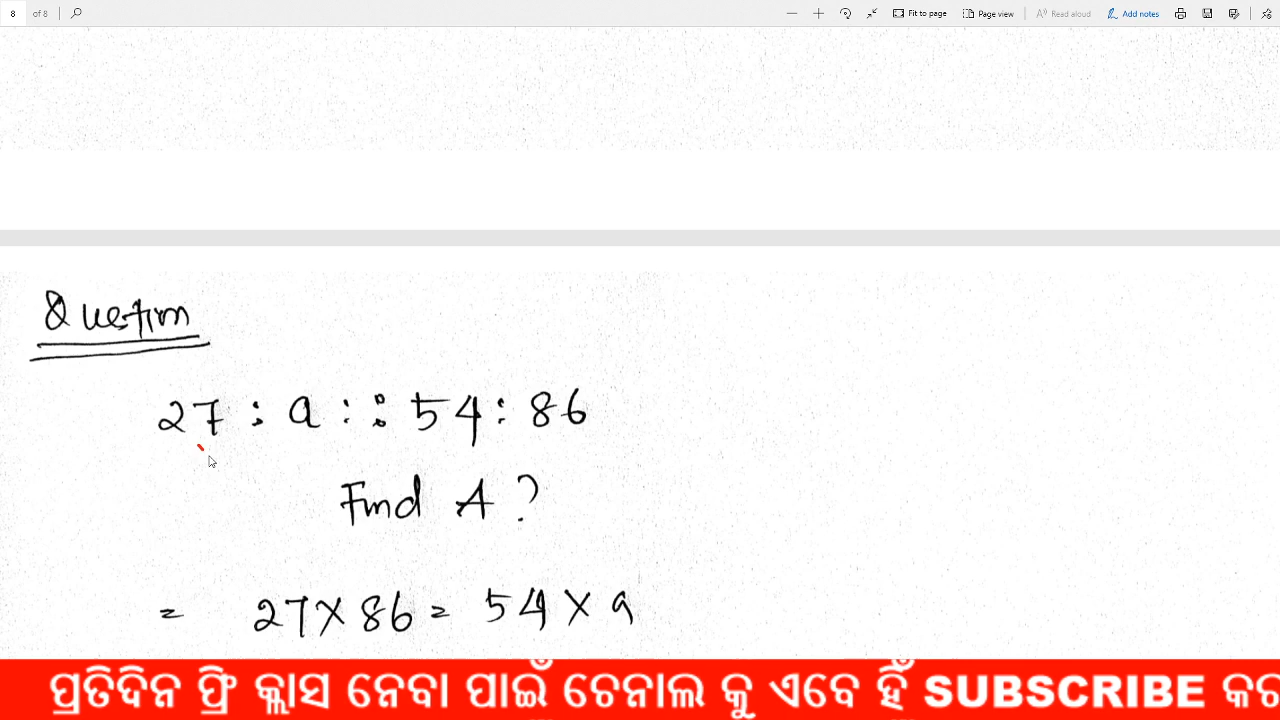 8 of 8 Fit to page Page view Read aloud Add notes
Question
27 : a :: 54 : 86
Find A ?
= 27 × 86 = 54 × a
ପ୍ରତିଦିନ ଫ୍ରି କ୍ଲାସ ନେବା ପାଇଁ ଚେନାଲ କୁ ଏବେ ହିଁ SUBSCRIBE କର